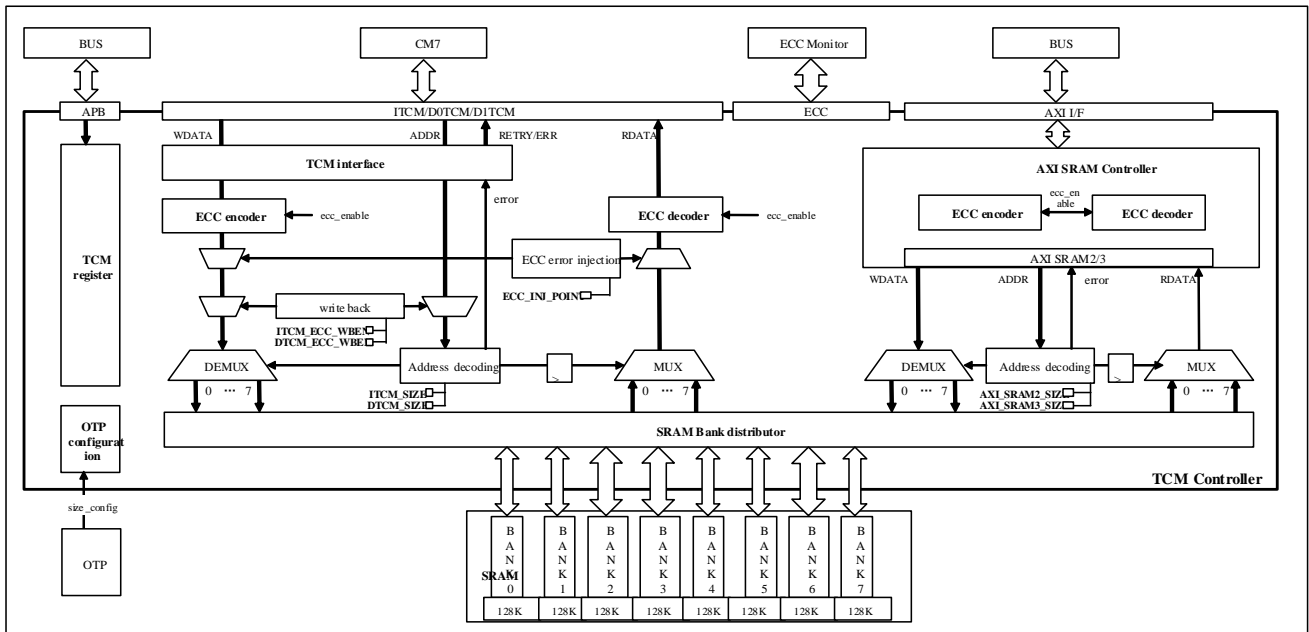 BUS
CM7
ECC Monitor
BUS
APB
ITCM/D0TCM/D1TCM
ECC
AXI I/F
WDATA
ADDR
RETRY/ERR
RDATA
TCM interface
AXI SRAM Controller
error
ECC encoder
ecc_enable
ECC decoder
ecc_enable
ECC encoder
ecc_en
able
ECC decoder
TCM
register
ECC error injection
AXI SRAM2/3
WDATA
ADDR
error
RDATA
ECC_INJ_POIN
write back
ITCM_ECC_WBEN
DTCM_ECC_WBEN
DEMUX
Address decoding
>
MUX
DEMUX
Address decoding
>
MUX
0 ... 7
ITCM_SIZE
DTCM_SIZE
0 ... 7
0 ... 7
AXI_SRAM2_SIZ
AXI_SRAM3_SIZ
0 ... 7
OTP
configurat
ion
SRAM Bank distributor
TCM Controller
size_config
OTP
SRAM
BANK0
BANK1
BANK2
BANK3
BANK4
BANK5
BANK6
BANK7
128K
128K
128K
128K
128K
128K
128K
128K